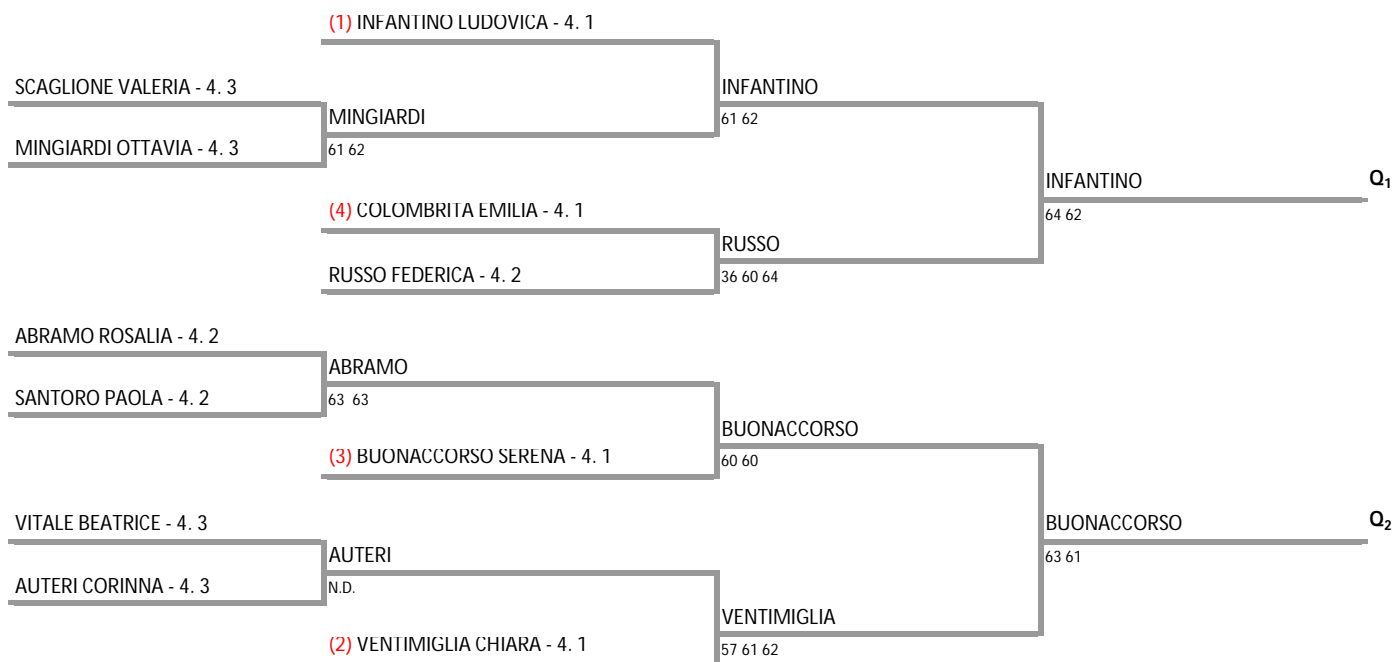 (1) INFANTINO LUDOVICA - 4. 1
SCAGLIONE VALERIA - 4. 3
INFANTINO
MINGIARDI
61 62
MINGIARDI OTTAVIA - 4. 3
61 62
INFANTINO
Q1
(4) COLOMBRITA EMILIA - 4. 1
64 62
RUSSO
RUSSO FEDERICA - 4. 2
36 60 64
ABRAMO ROSALIA - 4. 2
ABRAMO
SANTORO PAOLA - 4. 2
63 63
BUONACCORSO
(3) BUONACCORSO SERENA - 4. 1
60 60
VITALE BEATRICE - 4. 3
BUONACCORSO
Q2
AUTERI
63 61
AUTERI CORINNA - 4. 3
N.D.
VENTIMIGLIA
(2) VENTIMIGLIA CHIARA - 4. 1
57 61 62